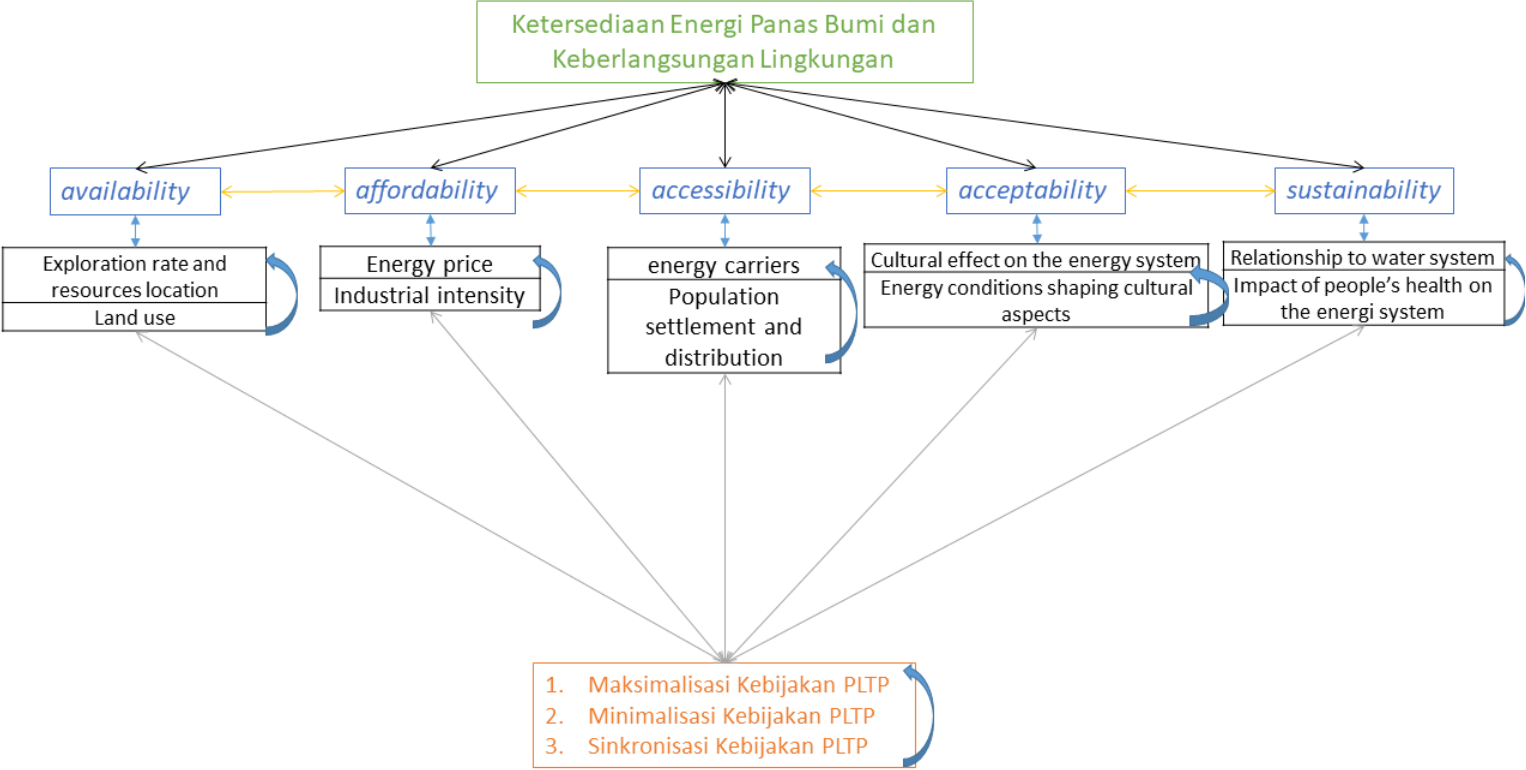 Ketersediaan Energi Panas Bumi dan
Keberlangsungan Lingkungan
availability
affordability
accessibility
acceptability
sustainability
Exploration rate and
resources location
Land use
Energy price
Industrial intensity
energy carriers
Population
settlement and
distribution
Cultural effect on the energy system
Energy conditions shaping cultural
aspects
Relationship to water system
Impact of people’s health on
the energi system
1. Maksimalisasi Kebijakan PLTP
2. Minimalisasi Kebijakan PLTP
3. Sinkronisasi Kebijakan PLTP